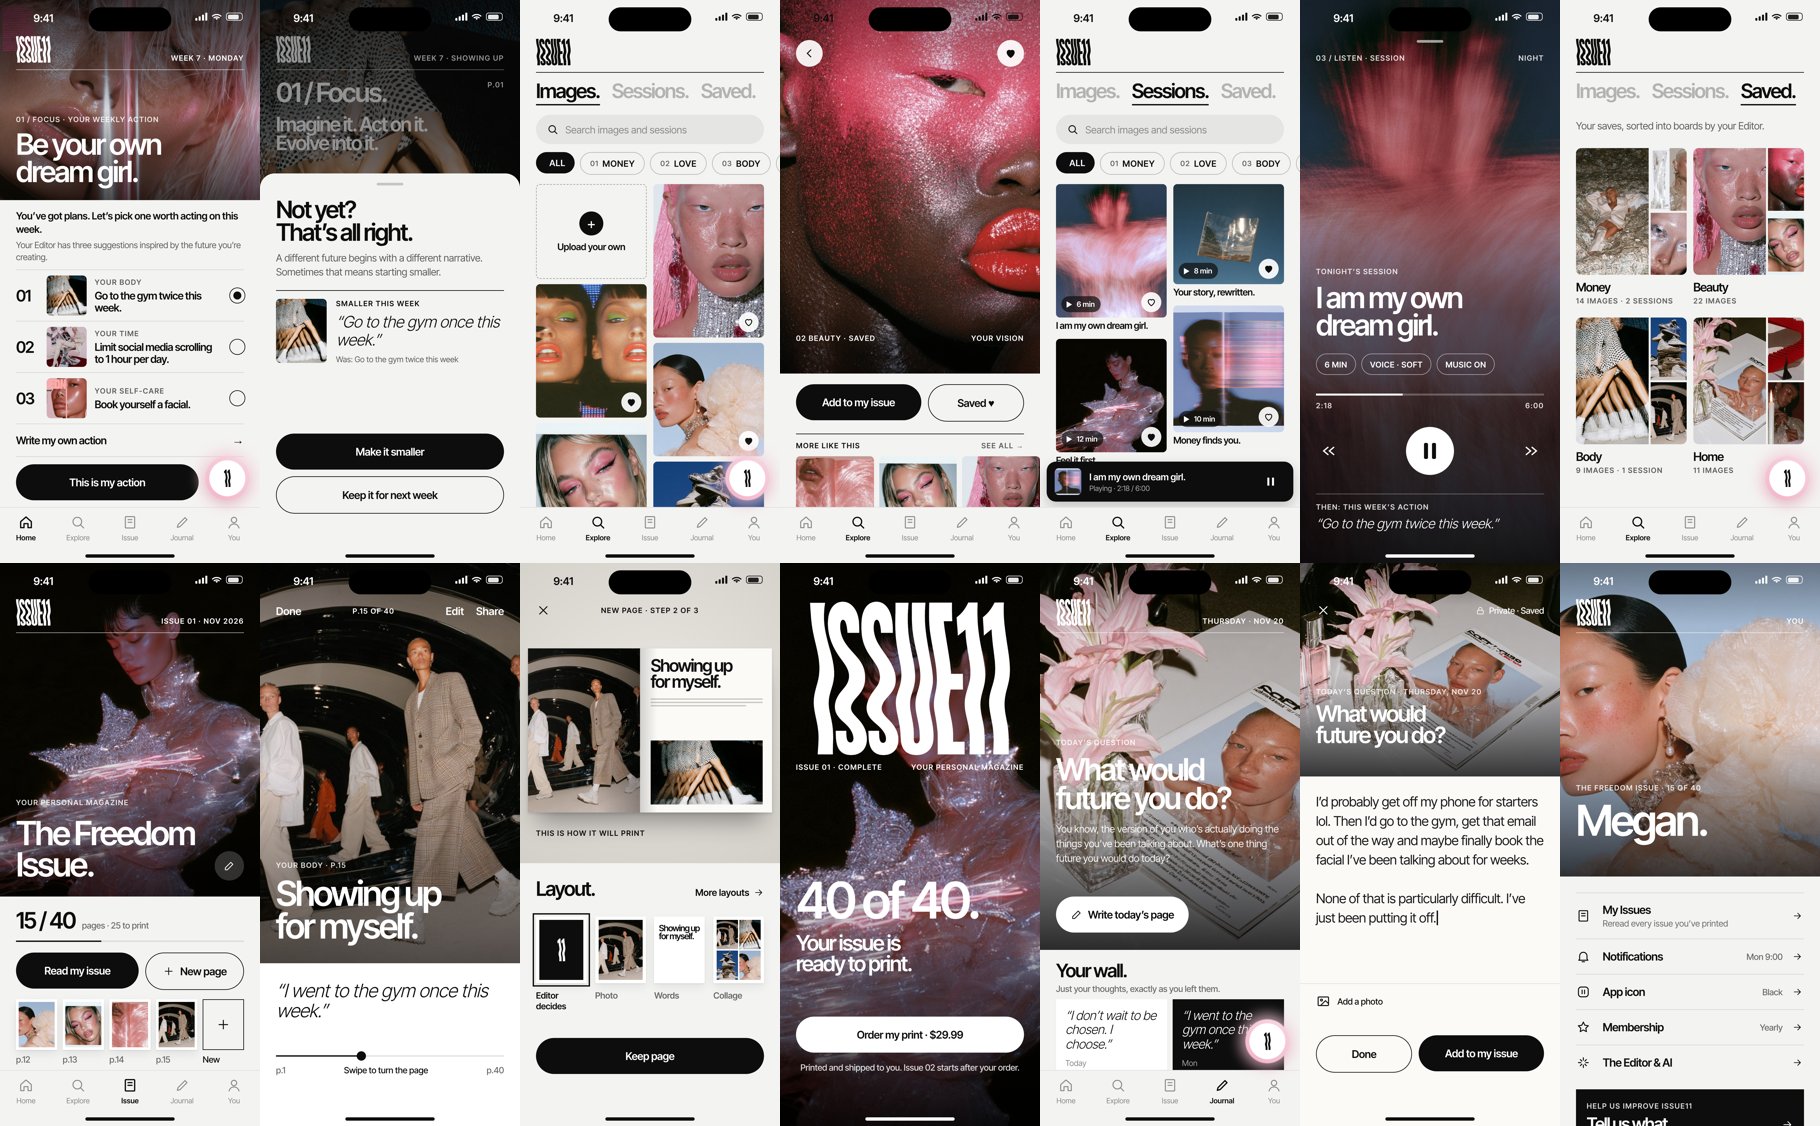 9:41
ISSUE11
WEEK 7 · MONDAY
01 / FOCUS · YOUR WEEKLY ACTION
Be your own
dream girl.
You've got plans. Let's pick one worth acting on this
week.
Your Editor has three suggestions inspired by the future you're
creating.
01
YOUR BODY
Go to the gym twice this
week.
02
YOUR TIME
Limit social media scrolling
to 1 hour per day.
03
YOUR SELF-CARE
Book yourself a facial.
Write my own action →
This is my action
Home Explore Issue Journal You
9:41
ISSUE11
WEEK 7 · SHOWING UP
01 / Focus.
P.01
Imagine it. Act on it.
Evolve into it.
Not yet?
That's all right.
A different future begins with a different narrative.
Sometimes that means starting smaller.
SMALLER THIS WEEK
“Go to the gym once this
week.”
Was: Go to the gym twice this week
Make it smaller
Keep it for next week
Home Explore Issue Journal You
9:41
ISSUE11
Images. Sessions. Saved.
Search images and sessions
ALL 01 MONEY 02 LOVE 03 BODY
Upload your own
Home Explore Issue Journal You
9:41
02 BEAUTY · SAVED YOUR VISION
Add to my issue Saved ♥
MORE LIKE THIS SEE ALL →
Home Explore Issue Journal You
9:41
ISSUE11
Images. Sessions. Saved.
Search images and sessions
ALL 01 MONEY 02 LOVE 03 BODY
6 min
I am my own dream girl.
8 min
Your story, rewritten.
12 min
Feel it first.
10 min
Money finds you.
I am my own dream girl.
Playing · 2:18 / 6:00
Home Explore Issue Journal You
9:41
03 / LISTEN · SESSION NIGHT
TONIGHT'S SESSION
I am my own
dream girl.
6 MIN VOICE · SOFT MUSIC ON
2:18 6:00
THEN: THIS WEEK'S ACTION
“Go to the gym twice this week.”
9:41
ISSUE11
Images. Sessions. Saved.
Your saves, sorted into boards by your Editor.
Money
14 IMAGES · 2 SESSIONS
Beauty
22 IMAGES
Body
9 IMAGES · 1 SESSION
Home
11 IMAGES
Home Explore Issue Journal You
9:41
ISSUE11
ISSUE 01 · NOV 2026
YOUR PERSONAL MAGAZINE
The Freedom
Issue.
15 / 40 pages · 25 to print
Read my issue + New page
p.12 p.13 p.14 p.15 New
Home Explore Issue Journal You
9:41
Done P.15 OF 40 Edit Share
YOUR BODY · P.15
Showing up
for myself.
“I went to the gym once this
week.”
p.1 Swipe to turn the page p.40
9:41
NEW PAGE · STEP 2 OF 3
Showing up
for myself.
THIS IS HOW IT WILL PRINT
Layout. More layouts →
Showing up
for myself.
Editor
decides
Photo Words Collage
Keep page
9:41
ISSUE11
ISSUE 01 · COMPLETE YOUR PERSONAL MAGAZINE
40 of 40.
Your issue is
ready to print.
Order my print · $29.99
Printed and shipped to you. Issue 02 starts after your order.
9:41
ISSUE11
THURSDAY · NOV 20
TODAY'S QUESTION
What would
future you do?
You know, the version of you who's actually doing the
things you've been talking about. What's one thing
future you would do today?
Write today's page
Your wall.
Just your thoughts, exactly as you left them.
“I don't wait to be
chosen. I
choose.”
Today
“I went to the
gym once this
week.”
Mon
Home Explore Issue Journal You
9:41
Private · Saved
TODAY'S QUESTION · THURSDAY, NOV 20
What would
future you do?
I'd probably get off my phone for starters
lol. Then I'd go to the gym, get that email
out of the way and maybe finally book the
facial I've been talking about for weeks.
None of that is particularly difficult. I've
just been putting it off.
Add a photo
Done Add to my issue
9:41
ISSUE11
YOU
THE FREEDOM ISSUE · 15 OF 40
Megan.
My Issues →
Reread every issue you've printed
Notifications Mon 9:00 →
App icon Black →
Membership Yearly →
The Editor & AI →
HELP US IMPROVE ISSUE11
Tell us what